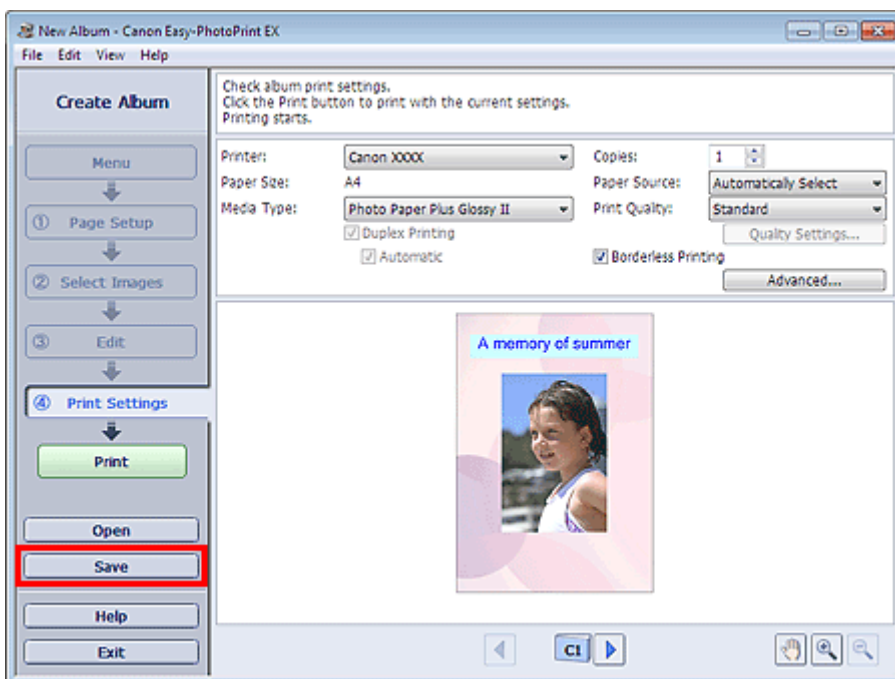 New Album - Canon Easy-PhotoPrint EX
File Edit View Help
Create Album
Menu
① Page Setup
② Select Images
③ Edit
④ Print Settings
Print
Open
Save
Help
Exit
Check album print settings.
Click the Print button to print with the current settings.
Printing starts.
Printer: Canon XXXX Copies: 1
Paper Size: A4 Paper Source: Automatically Select
Media Type: Photo Paper Plus Glossy II Print Quality: Standard
Duplex Printing Quality Settings...
Automatic Borderless Printing
Advanced...
A memory of summer
C1